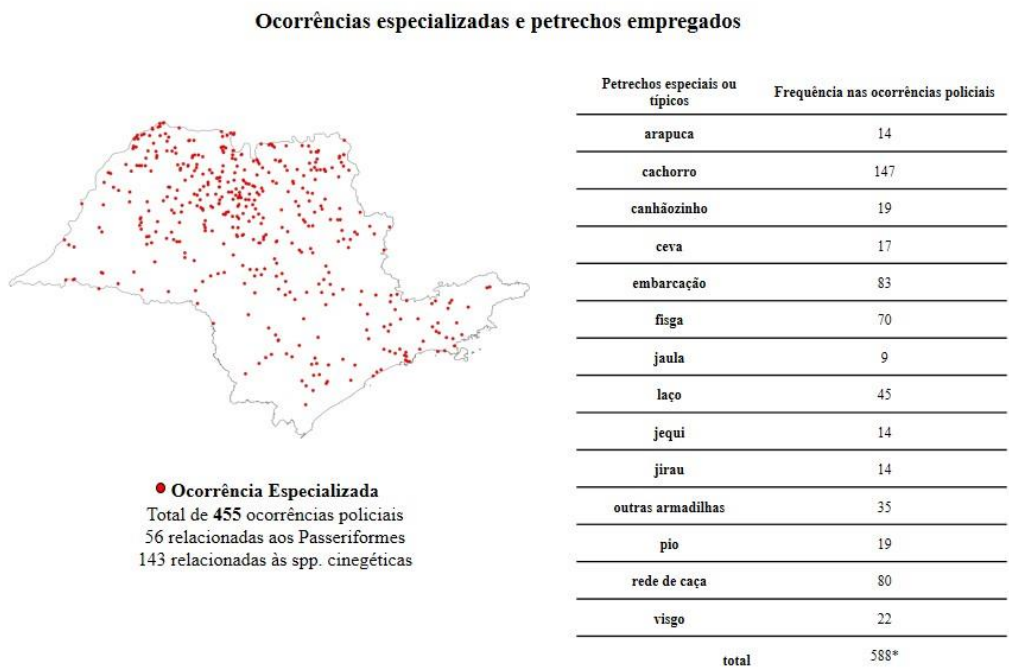 Ocorrências especializadas e petrechos empregados
Ocorrência Especializada
Total de 455 ocorrências policiais
56 relacionadas aos Passeriformes
143 relacionadas às spp. cinegéticas
Petrechos especiais ou
típicos
Frequência nas ocorrências policiais
arapuca 14
cachorro 147
canhãozinho 19
ceva 17
embarcação 83
fisga 70
jaula 9
laço 45
jequi 14
jirau 14
outras armadilhas 35
pio 19
rede de caça 80
visgo 22
total 588*